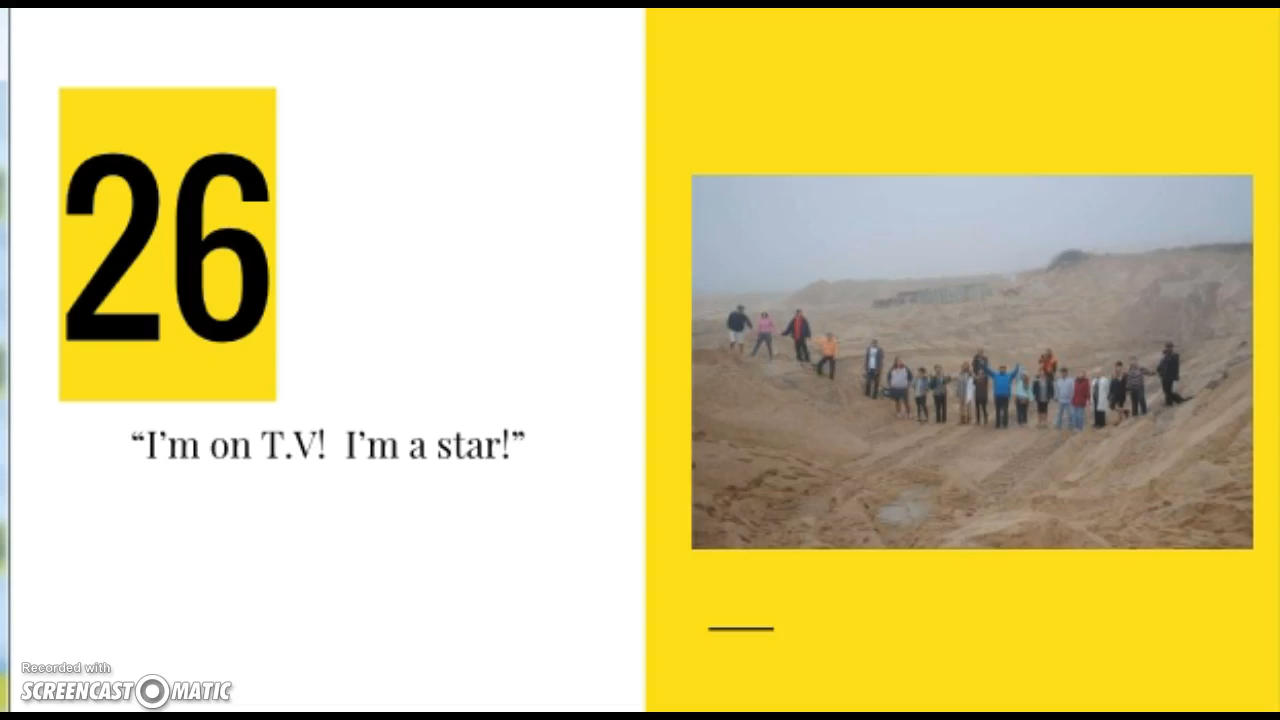 26
“I’m on T.V!  I’m a star!”
Recorded with
SCREENCAST O MATIC